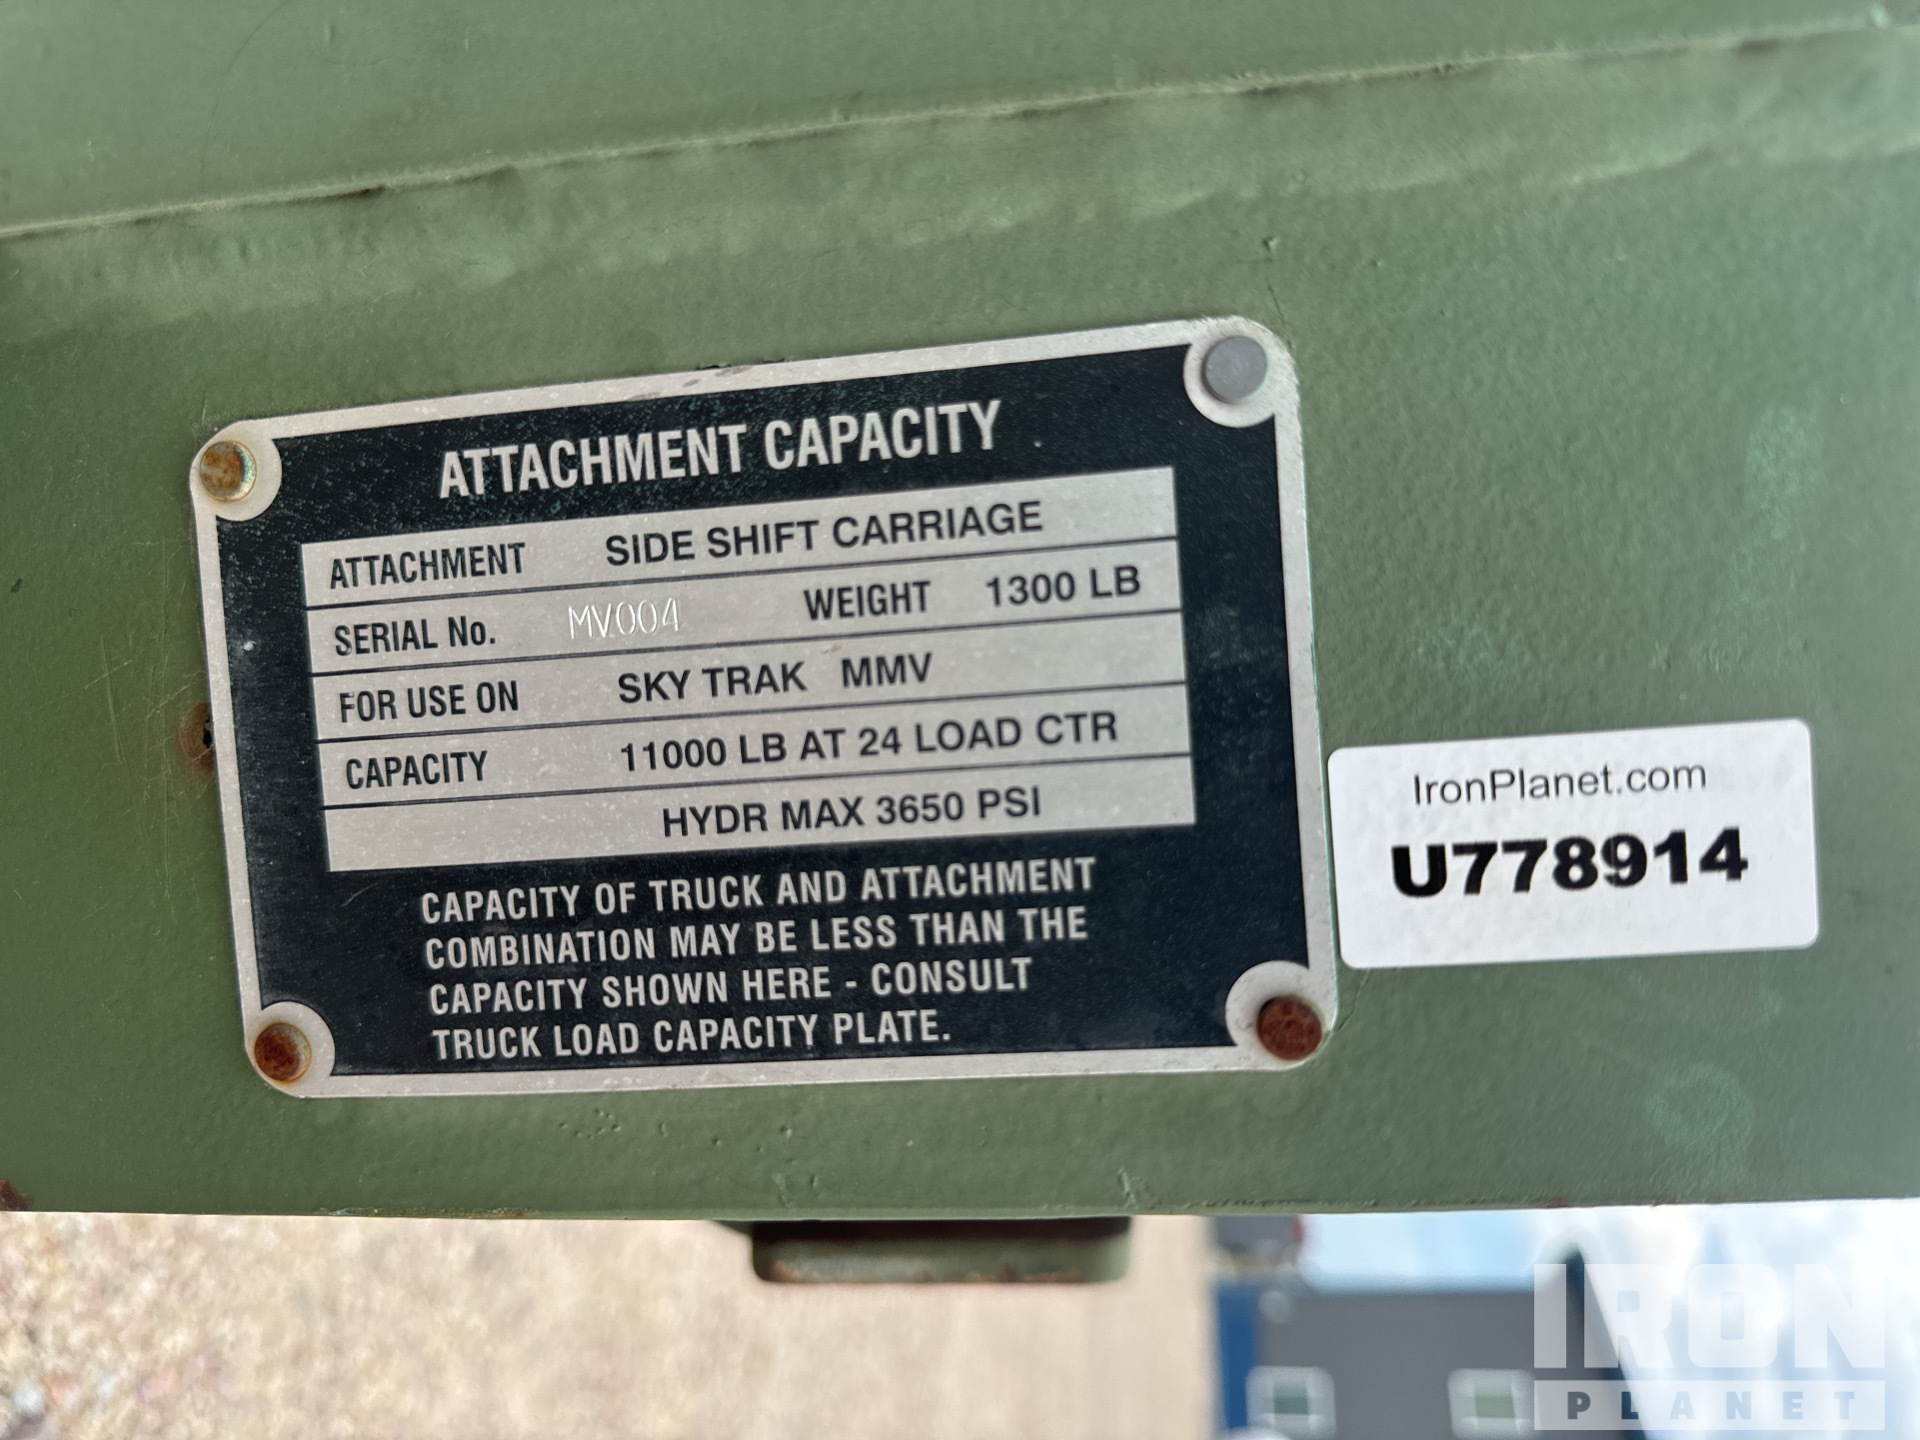 ATTACHMENT CAPACITY
ATTACHMENT SIDE SHIFT CARRIAGE
SERIAL No. MV004 WEIGHT 1300 LB
FOR USE ON SKY TRAK MMV
CAPACITY 11000 LB AT 24 LOAD CTR
HYDR MAX 3650 PSI
CAPACITY OF TRUCK AND ATTACHMENT
COMBINATION MAY BE LESS THAN THE
CAPACITY SHOWN HERE - CONSULT
TRUCK LOAD CAPACITY PLATE.
IronPlanet.com
U778914
IRON
PLANET